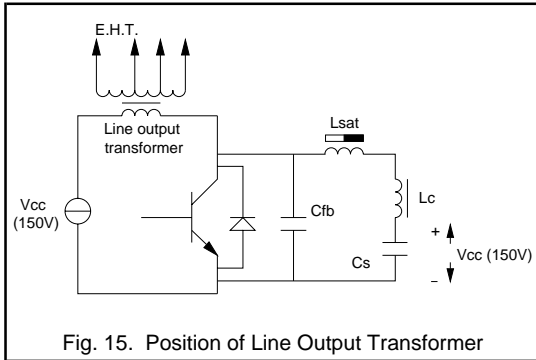 E.H.T.
Line output
transformer
Lsat
Vcc
(150V)
Cfb
Lc
+
Cs
Vcc (150V)
–
Fig. 15. Position of Line Output Transformer